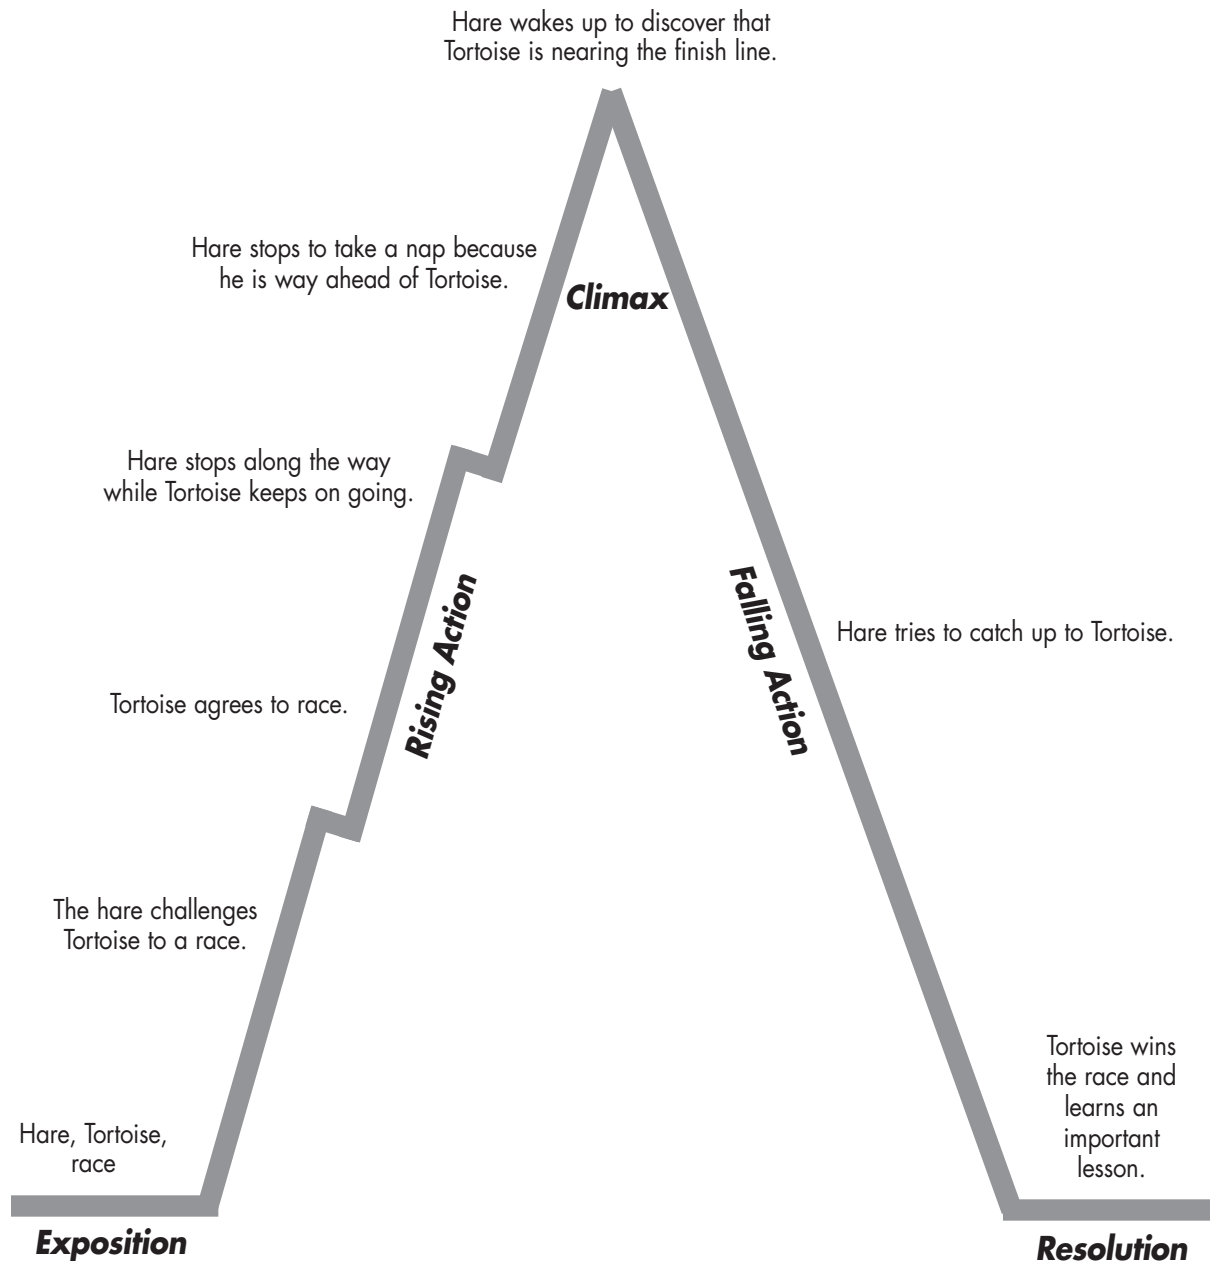 Hare wakes up to discover that
Tortoise is nearing the finish line.
Hare stops to take a nap because
he is way ahead of Tortoise.
Climax
Hare stops along the way
while Tortoise keeps on going.
Rising Action
Falling Action
Hare tries to catch up to Tortoise.
Tortoise agrees to race.
The hare challenges
Tortoise to a race.
Tortoise wins
the race and
learns an
important
lesson.
Hare, Tortoise,
race
Exposition
Resolution